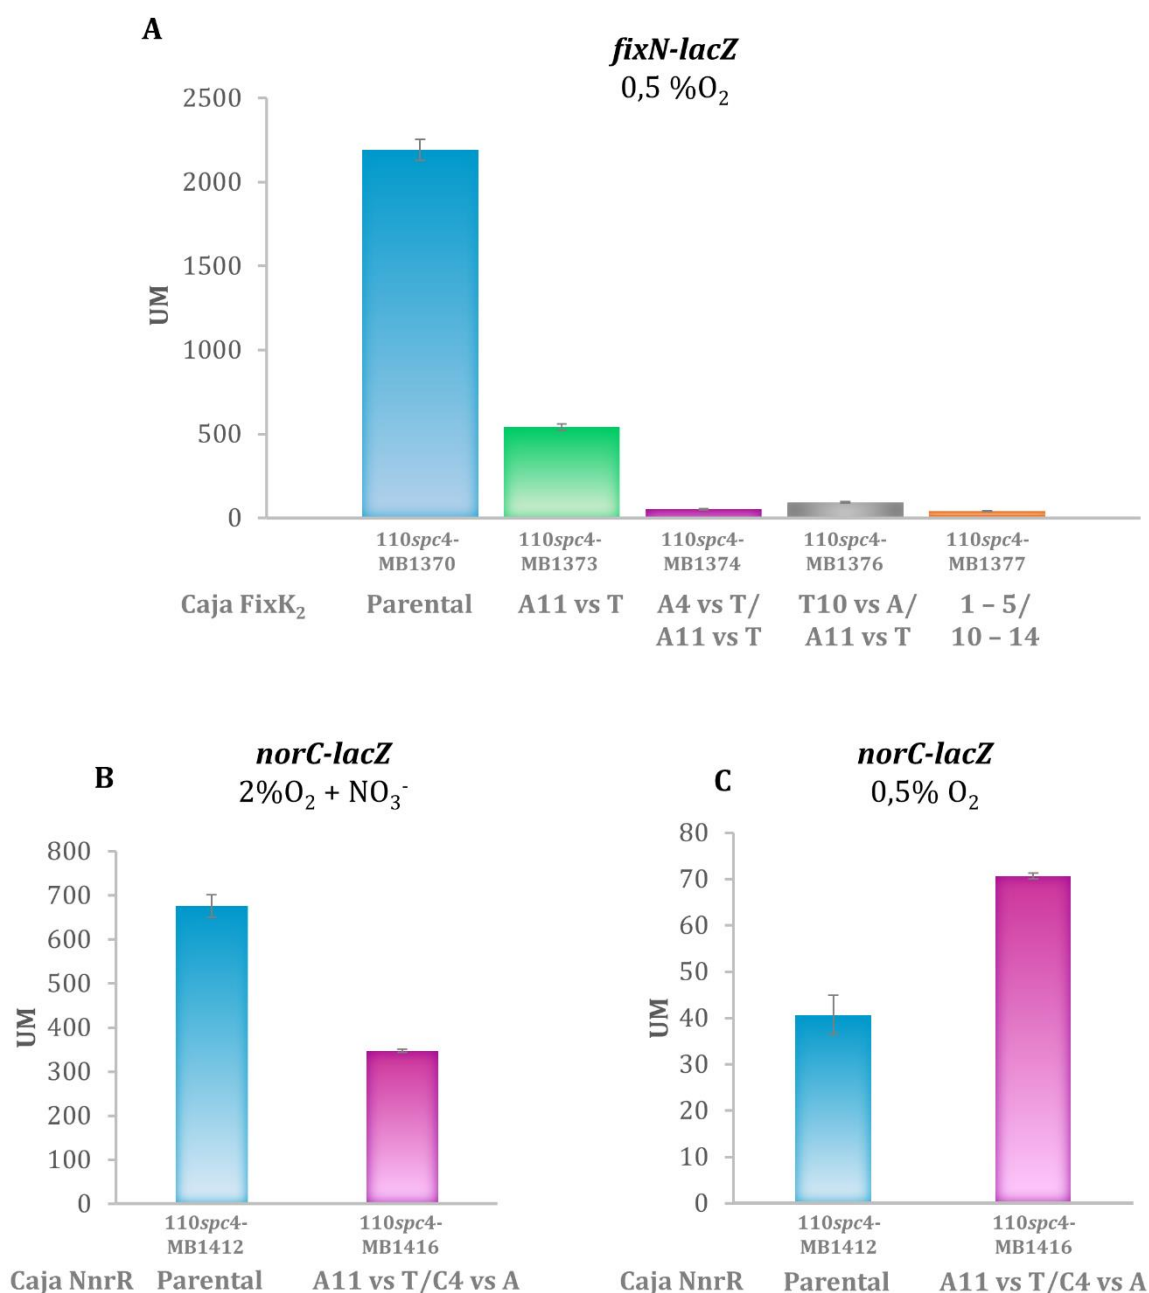 A
fixN-lacZ
0,5 %O₂
2500
2000
1500
1000
500
0
UM
110spc4-
MB1370
110spc4-
MB1373
110spc4-
MB1374
110spc4-
MB1376
110spc4-
MB1377
Caja FixK₂
Parental
A11 vs T
A4 vs T/
A11 vs T
T10 vs A/
A11 vs T
1 – 5/
10 – 14
B
norC-lacZ
2%O₂ + NO₃⁻
800
700
600
500
400
300
200
100
0
UM
110spc4-
MB1412
110spc4-
MB1416
Caja NnrR
Parental
A11 vs T/C4 vs A
C
norC-lacZ
0,5% O₂
80
70
60
50
40
30
20
10
0
UM
110spc4-
MB1412
110spc4-
MB1416
Caja NnrR
Parental
A11 vs T/C4 vs A